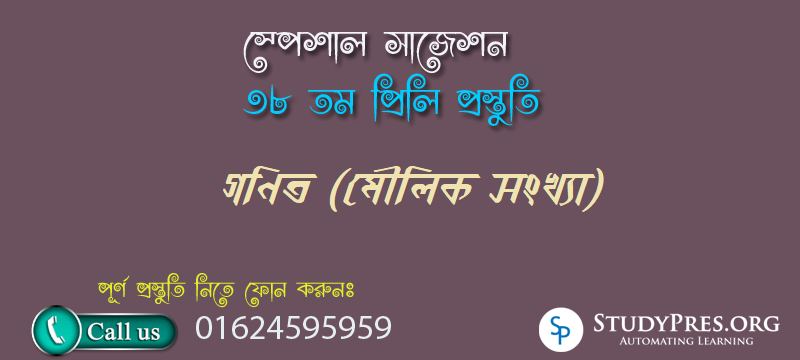 স্পেশাল সাজেশন
৩৮ তম প্রিলি প্রস্তুতি
গনিত (মৌলিক সংখ্যা)
পূর্ণ প্রস্তুতি নিতে ফোন করুনঃ
Call us 01624595959
SP STUDYPRES.ORG
AUTOMATING LEARNING